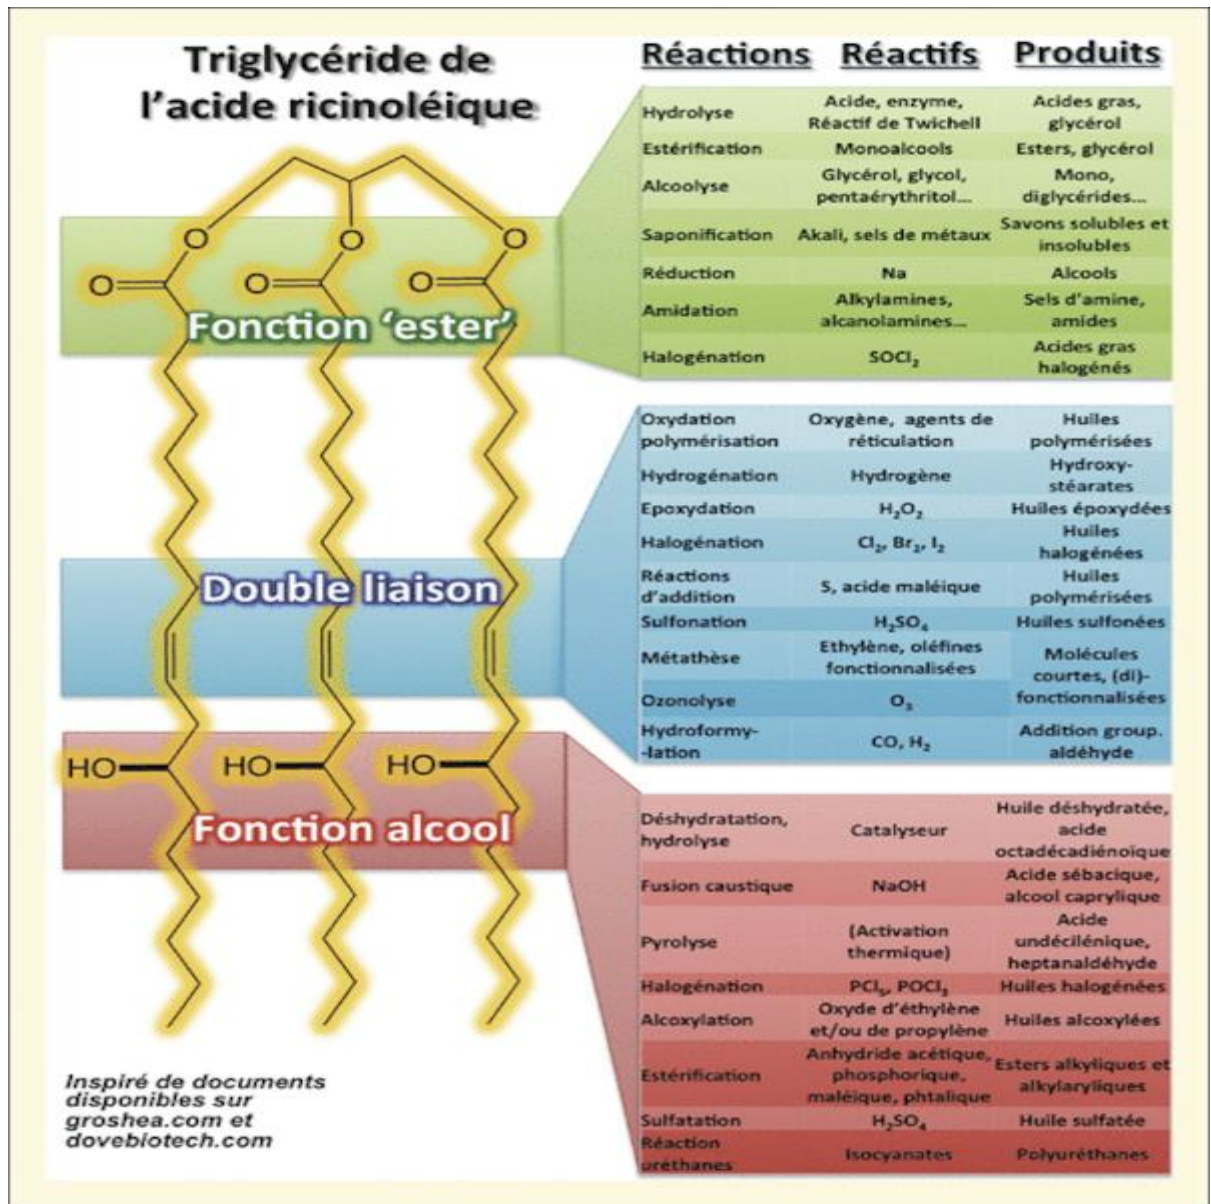 Triglycéride de
l'acide ricinoléique
O O O
O O O
Fonction 'ester'
Double liaison
HO HO HO
Fonction alcool
Inspiré de documents
disponibles sur
groshea.com et
dovebiotech.com
Réactions Réactifs Produits
Hydrolyse Acide, enzyme, Réactif de Twichell Acides gras, glycérol
Estérification Monoalcools Esters, glycérol
Alcoolyse Glycérol, glycol, pentaérythritol... Mono, diglycérides...
Saponification Akali, sels de métaux Savons solubles et insolubles
Réduction Na Alcools
Amidation Alkylamines, alcanolamines... Sels d'amine, amides
Halogénation SOCl₂ Acides gras halogénés
Oxydation polymérisation Oxygène, agents de réticulation Huiles polymérisées
Hydrogénation Hydrogène Hydroxy-stéarates
Epoxydation H₂O₂ Huiles époxydées
Halogénation Cl₂, Br₂, I₂ Huiles halogénées
Réactions d'addition S, acide maléique Huiles polymérisées
Sulfonation H₂SO₄ Huiles sulfonées
Métathèse Ethylène, oléfines fonctionnalisées Molécules courtes, (di)-fonctionnalisées
Ozonolyse O₃
Hydroformy--lation CO, H₂ Addition group. aldéhyde
Déshydratation, hydrolyse Catalyseur Huile déshydratée, acide octadécadiénoïque
Fusion caustique NaOH Acide sébacique, alcool caprylique
Pyrolyse (Activation thermique) Acide undécilénique, heptanaldéhyde
Halogénation PCl₅, POCl₃ Huiles halogénées
Alcoxylation Oxyde d'éthylène et/ou de propylène Huiles alcoxylées
Estérification Anhydride acétique, phosphorique, maléique, phtalique Esters alkyliques et alkylaryliques
Sulfatation H₂SO₄ Huile sulfatée
Réaction uréthanes Isocyanates Polyuréthanes